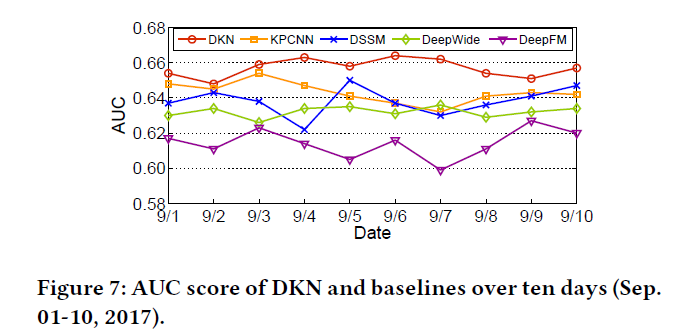 0.68
DKN KPCNN DSSM DeepWide DeepFM
0.66
0.64
AUC
0.62
0.60
0.58
9/1 9/2 9/3 9/4 9/5 9/6 9/7 9/8 9/9 9/10
Date
Figure 7: AUC score of DKN and baselines over ten days (Sep.
01-10, 2017).